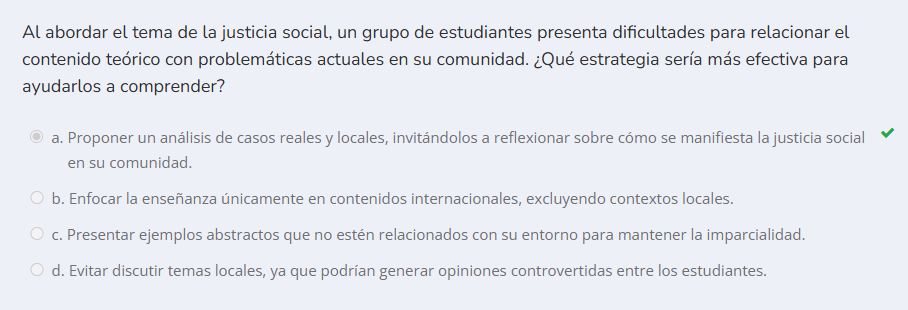 Al abordar el tema de la justicia social, un grupo de estudiantes presenta dificultades para relacionar el
contenido teórico con problemáticas actuales en su comunidad. ¿Qué estrategia sería más efectiva para
ayudarlos a comprender?
a. Proponer un análisis de casos reales y locales, invitándolos a reflexionar sobre cómo se manifiesta la justicia social
en su comunidad.
b. Enfocar la enseñanza únicamente en contenidos internacionales, excluyendo contextos locales.
c. Presentar ejemplos abstractos que no estén relacionados con su entorno para mantener la imparcialidad.
d. Evitar discutir temas locales, ya que podrían generar opiniones controvertidas entre los estudiantes.